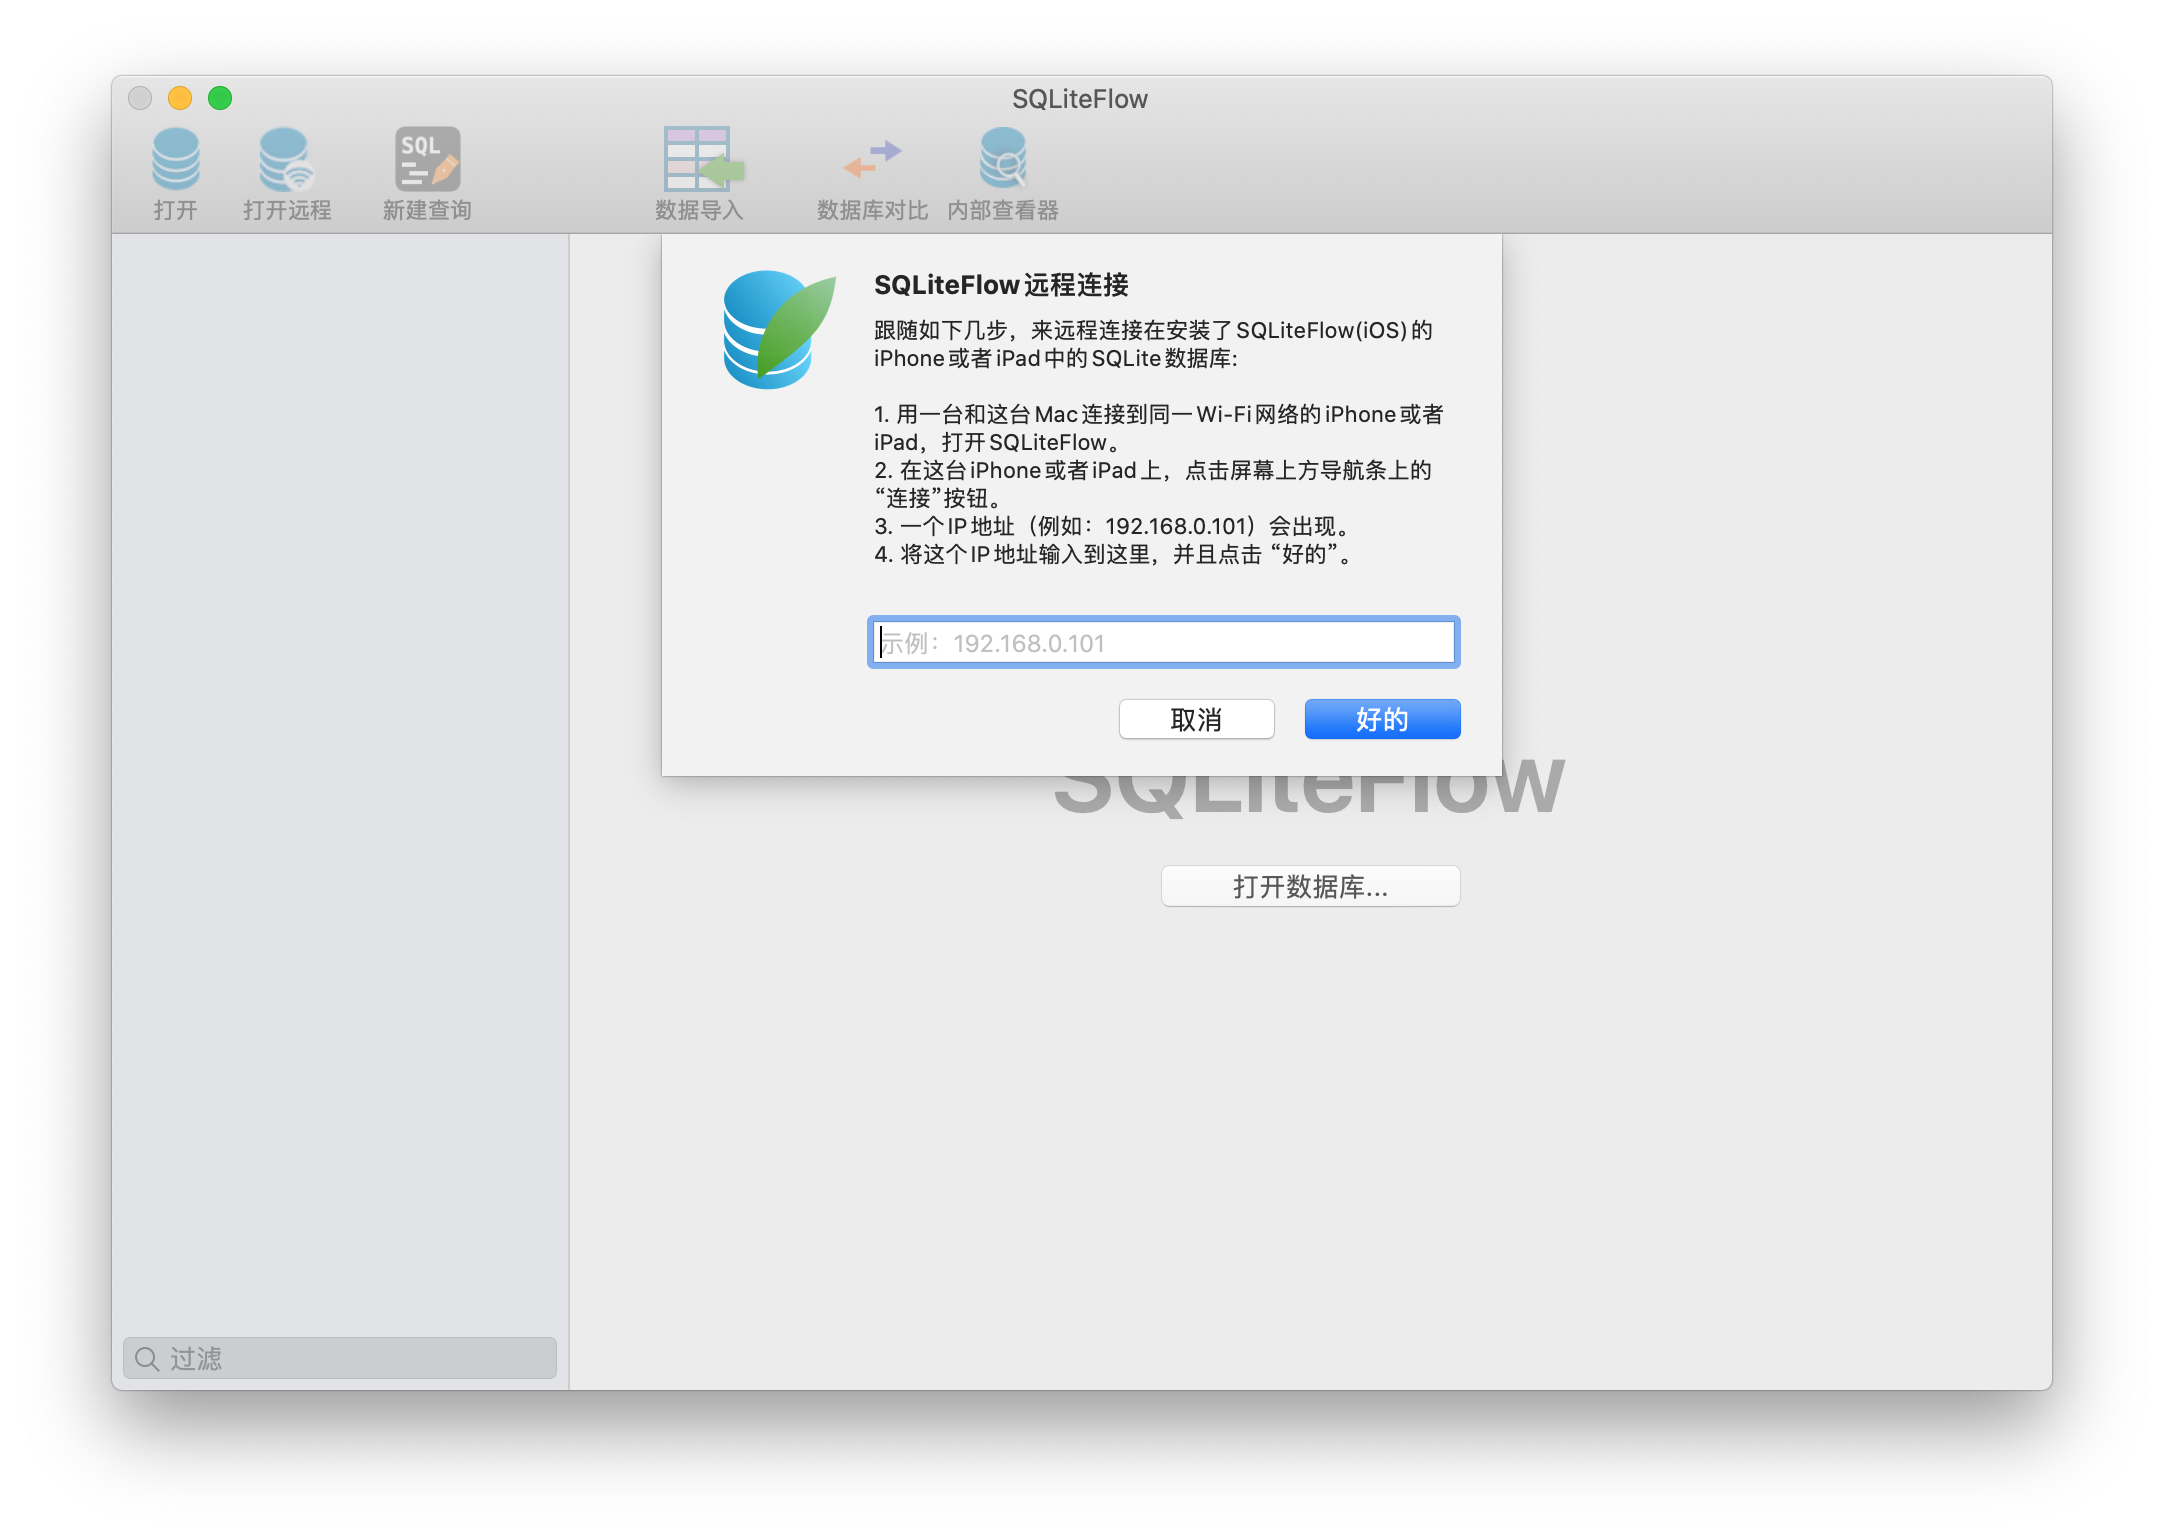 SQLiteFlow
打开
打开远程
SQL
新建查询
数据导入
数据库对比
内部查看器
SQLiteFlow远程连接
跟随如下几步，来远程连接在安装了SQLiteFlow(iOS)的
iPhone或者iPad中的SQLite数据库:
1. 用一台和这台Mac连接到同一Wi-Fi网络的iPhone或者
iPad，打开SQLiteFlow。
2. 在这台iPhone或者iPad上，点击屏幕上方导航条上的
“连接”按钮。
3. 一个IP地址（例如：192.168.0.101）会出现。
4. 将这个IP地址输入到这里，并且点击 “好的”。
示例：192.168.0.101
取消
好的
SQLiteFlow
打开数据库...
过滤